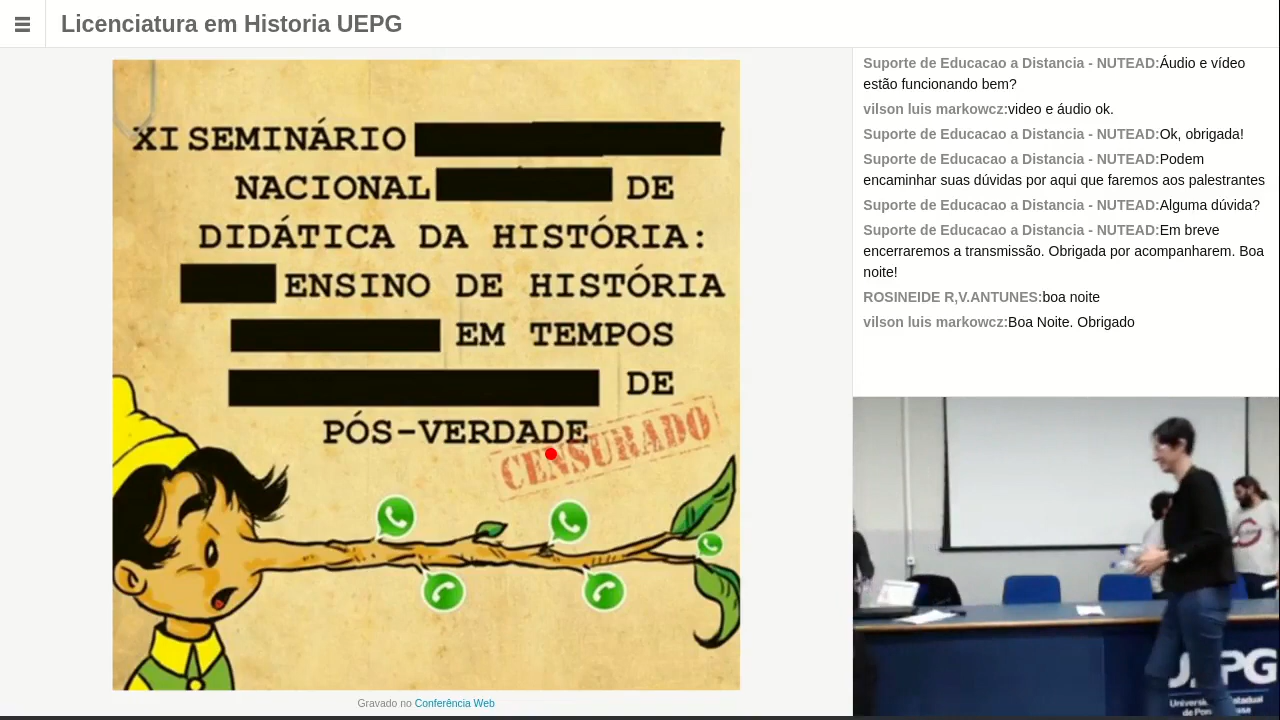 Licenciatura em Historia UEPG
XI SEMINÁRIO
NACIONAL DE
DIDÁTICA DA HISTÓRIA:
ENSINO DE HISTÓRIA
EM TEMPOS
DE
PÓS-VERDADE
CENSURADO
Gravado no Conferência Web
Suporte de Educacao a Distancia - NUTEAD:Áudio e vídeo
estão funcionando bem?
vilson luis markowcz:video e áudio ok.
Suporte de Educacao a Distancia - NUTEAD:Ok, obrigada!
Suporte de Educacao a Distancia - NUTEAD:Podem
encaminhar suas dúvidas por aqui que faremos aos palestrantes
Suporte de Educacao a Distancia - NUTEAD:Alguma dúvida?
Suporte de Educacao a Distancia - NUTEAD:Em breve
encerraremos a transmissão. Obrigada por acompanharem. Boa
noite!
ROSINEIDE R,V.ANTUNES:boa noite
vilson luis markowcz:Boa Noite. Obrigado